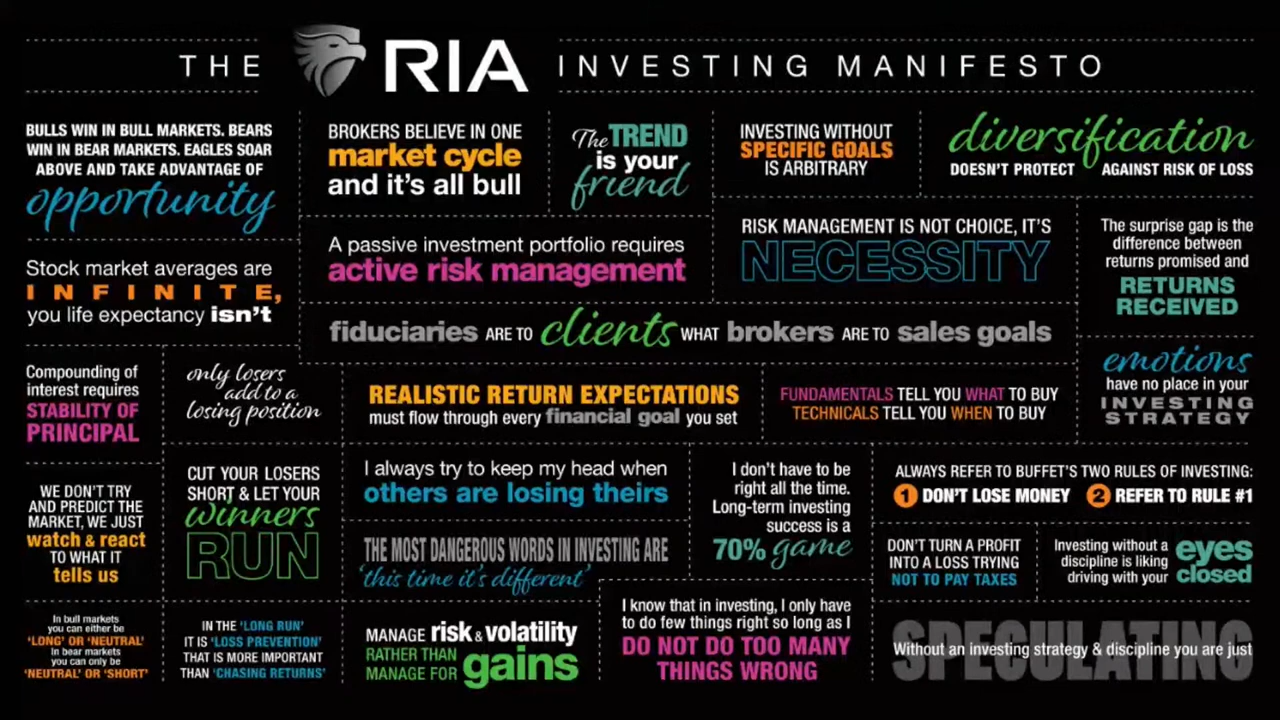 THE RIA INVESTING MANIFESTO
BULLS WIN IN BULL MARKETS. BEARS
WIN IN BEAR MARKETS. EAGLES SOAR
ABOVE AND TAKE ADVANTAGE OF
opportunity
BROKERS BELIEVE IN ONE
market cycle
and it's all bull
The TREND
is your
friend
INVESTING WITHOUT
SPECIFIC GOALS
IS ARBITRARY
diversification
DOESN'T PROTECT AGAINST RISK OF LOSS
Stock market averages are
INFINITE,
you life expectancy isn't
A passive investment portfolio requires
active risk management
RISK MANAGEMENT IS NOT CHOICE, IT'S
NECESSITY
The surprise gap is the
difference between
returns promised and
RETURNS
RECEIVED
fiduciaries ARE TO clients WHAT brokers ARE TO sales goals
Compounding of
interest requires
STABILITY OF
PRINCIPAL
only losers
add to a
losing position
REALISTIC RETURN EXPECTATIONS
must flow through every financial goal you set
FUNDAMENTALS TELL YOU WHAT TO BUY
TECHNICALS TELL YOU WHEN TO BUY
emotions
have no place in your
INVESTING
STRATEGY
WE DON'T TRY
AND PREDICT THE
MARKET, WE JUST
watch & react
TO WHAT IT
tells us
CUT YOUR LOSERS
SHORT & LET YOUR
winners
RUN
I always try to keep my head when
others are losing theirs
I don't have to be
right all the time.
Long-term investing
success is a
70% game
ALWAYS REFER TO BUFFET'S TWO RULES OF INVESTING:
1 DON'T LOSE MONEY 2 REFER TO RULE #1
THE MOST DANGEROUS WORDS IN INVESTING ARE
'this time it's different'
DON'T TURN A PROFIT
INTO A LOSS TRYING
NOT TO PAY TAXES
Investing without a
discipline is liking
driving with your
eyes
closed
In bull markets
you can either be
'LONG' OR 'NEUTRAL'
In bear markets
you can only be
'NEUTRAL' OR 'SHORT'
IN THE 'LONG RUN'
IT IS 'LOSS PREVENTION'
THAT IS MORE IMPORTANT
THAN 'CHASING RETURNS'
MANAGE risk & volatility
RATHER THAN
MANAGE FOR gains
I know that in investing, I only have
to do few things right so long as I
DO NOT DO TOO MANY
THINGS WRONG
Without an investing strategy & discipline you are just
SPECULATING